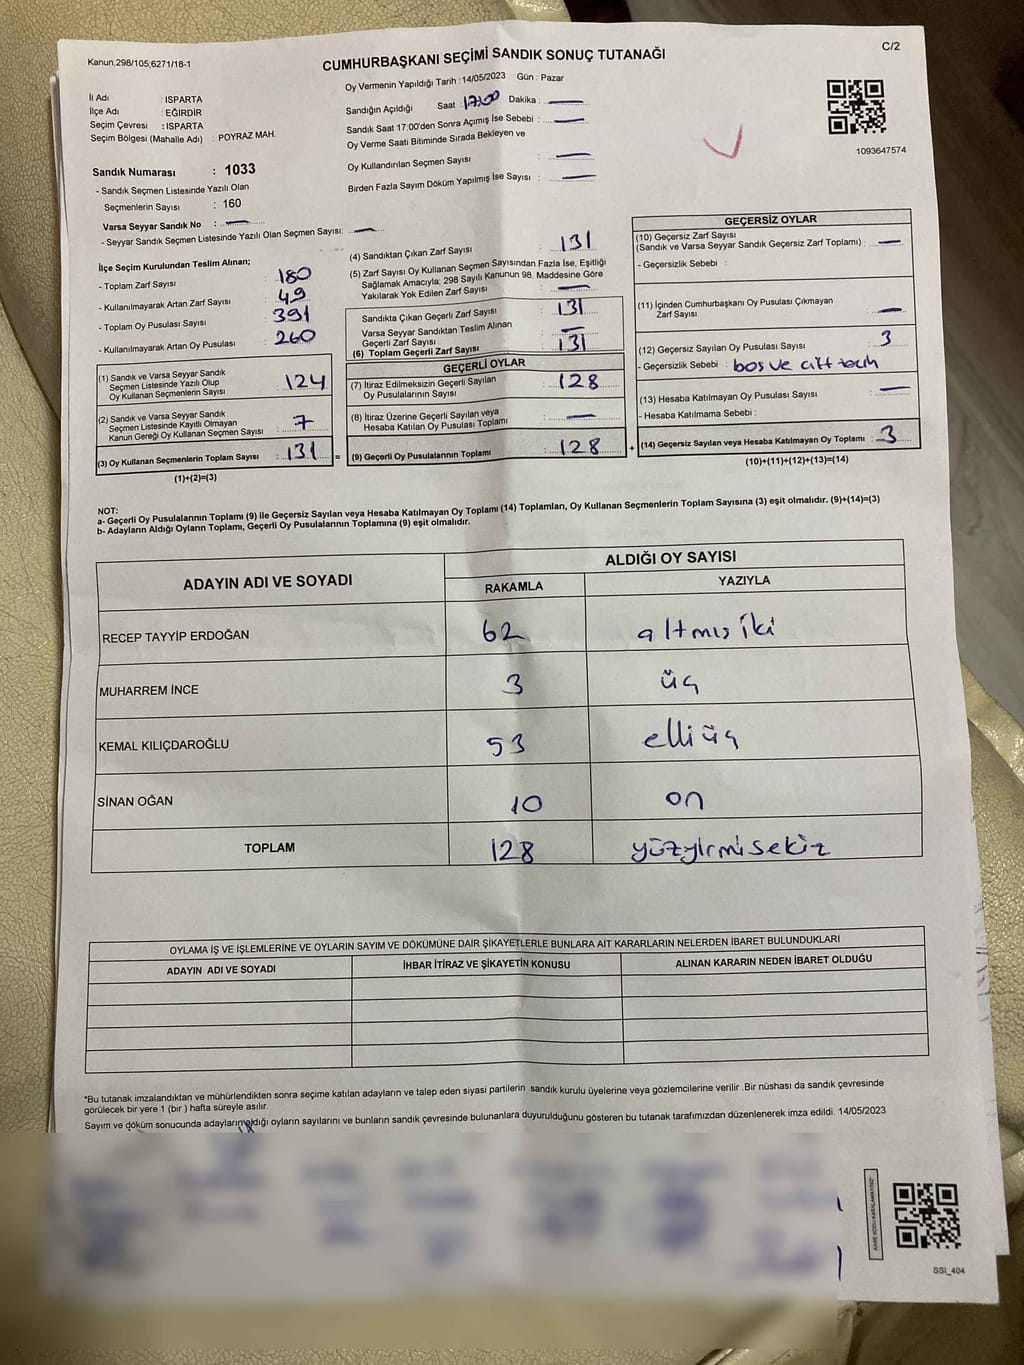 Kanun,298/105,6271/18-1
CUMHURBAŞKANI SEÇİMİ SANDIK SONUÇ TUTANAĞI
C/2
İl Adı : ISPARTA
İlçe Adı : EĞİRDİR
Seçim Çevresi : ISPARTA
Seçim Bölgesi (Mahalle Adı) : POYRAZ MAH.
Sandık Numarası : 1033
- Sandık Seçmen Listesinde Yazılı Olan
Seçmenlerin Sayısı : 160
Varsa Seyyar Sandık No :
- Seyyar Sandık Seçmen Listesinde Yazılı Olan Seçmen Sayısı:
Oy Vermenin Yapıldığı Tarih : 14/05/2023 Gün : Pazar
Sandığın Açıldığı Saat : 17:00 Dakika :
Sandık Saat 17:00'den Sonra Açımış İse Sebebi :
Oy Verme Saati Bitiminde Sırada Bekleyen ve
Oy Kullandırılan Seçmen Sayısı :
Birden Fazla Sayım Döküm Yapılmış İse Sayısı :
1093647574
İlçe Seçim Kurulundan Teslim Alınan;
- Toplam Zarf Sayısı : 180
- Kullanılmayarak Artan Zarf Sayısı : 49
- Toplam Oy Pusulası Sayısı : 391
- Kullanılmayarak Artan Oy Pusulası : 260
(1) Sandık ve Varsa Seyyar Sandık
Seçmen Listesinde Yazılı Olup
Oy Kullanan Seçmenlerin Sayısı : 124
(2) Sandık ve Varsa Seyyar Sandık
Seçmen Listesinde Kayıtlı Olmayan
Kanun Gereği Oy Kullanan Seçmen Sayısı : 7
(3) Oy Kullanan Seçmenlerin Toplam Sayısı : 131 =
(1)+(2)=(3)
(4) Sandıktan Çıkan Zarf Sayısı : 131
(5) Zarf Sayısı Oy Kullanan Seçmen Sayısından Fazla İse, Eşitliği
Sağlamak Amacıyla; 298 Sayılı Kanunun 98. Maddesine Göre
Yakılarak Yok Edilen Zarf Sayısı :
Sandıkta Çıkan Geçerli Zarf Sayısı : 131
Varsa Seyyar Sandıktan Teslim Alınan
Geçerli Zarf Sayısı :
(6) Toplam Geçerli Zarf Sayısı : 131
GEÇERLİ OYLAR
(7) İtiraz Edilmeksizin Geçerli Sayılan
Oy Pusulalarının Sayısı : 128
(8) İtiraz Üzerine Geçerli Sayılan veya
Hesaba Katılan Oy Pusulası Toplamı :
(9) Geçerli Oy Pusulalarının Toplamı : 128 +
GEÇERSİZ OYLAR
(10) Geçersiz Zarf Sayısı
(Sandık ve Varsa Seyyar Sandık Geçersiz Zarf Toplamı) :
- Geçersizlik Sebebi :
(11) İçinden Cumhurbaşkanı Oy Pusulası Çıkmayan
Zarf Sayısı :
(12) Geçersiz Sayılan Oy Pusulası Sayısı : 3
- Geçersizlik Sebebi : boş ve çift
(13) Hesaba Katılmayan Oy Pusulası Sayısı :
- Hesaba Katılmama Sebebi :
(14) Geçersiz Sayılan veya Hesaba Katılmayan Oy Toplamı : 3
(10)+(11)+(12)+(13)=(14)
NOT:
a- Geçerli Oy Pusulalarının Toplamı (9) ile Geçersiz Sayılan veya Hesaba Katılmayan Oy Toplamı (14) Toplamları, Oy Kullanan Seçmenlerin Toplam Sayısına (3) eşit olmalıdır. (9)+(14)=(3)
b- Adayların Aldığı Oyların Toplamı, Geçerli Oy Pusulalarının Toplamına (9) eşit olmalıdır.
ADAYIN ADI VE SOYADI
ALDIĞI OY SAYISI
RAKAMLA YAZIYLA
RECEP TAYYİP ERDOĞAN 62 altmış iki
MUHARREM İNCE 3 üç
KEMAL KILIÇDAROĞLU 53 elli üç
SİNAN OĞAN 10 on
TOPLAM 128 yüzyirmisekiz
OYLAMA İŞ VE İŞLEMLERİNE VE OYLARIN SAYIM VE DÖKÜMÜNE DAİR ŞİKAYETLERLE BUNLARA AİT KARARLARIN NELERDEN İBARET BULUNDUKLARI
ADAYIN ADI VE SOYADI İHBAR İTİRAZ VE ŞİKAYETİN KONUSU ALINAN KARARIN NEDEN İBARET OLDUĞU
*Bu tutanak imzalandıktan ve mühürlendikten sonra seçime katılan adayların ve talep eden siyasi partilerin sandık kurulu üyelerine veya gözlemcilerine verilir .Bir nüshası da sandık çevresinde
görülecek bir yere 1 (bir ) hafta süreyle asılır.
Sayım ve döküm sonucunda adayların aldığı oyların sayılarını ve bunların sandık çevresinde bulunanlara duyurulduğunu gösteren bu tutanak tarafımızdan düzenlenerek imza edildi. 14/05/2023
KARE KODU KARALAMAYINIZ!
SSI_404